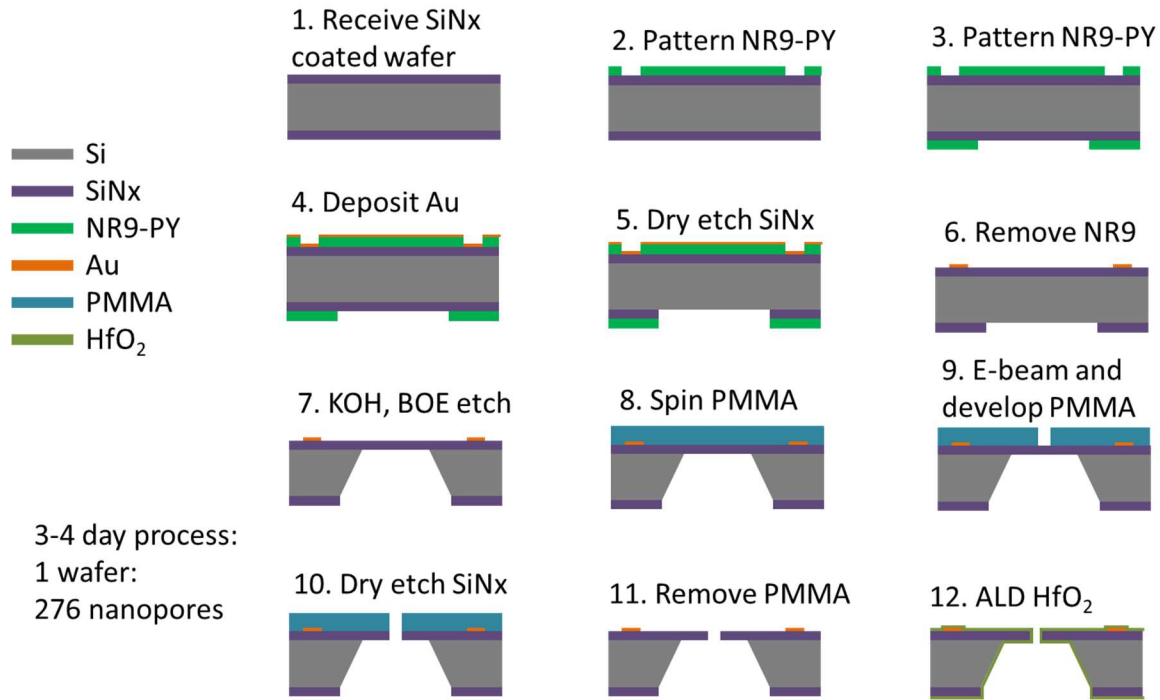 1. Receive SiNx
coated wafer
2. Pattern NR9-PY
3. Pattern NR9-PY
Si
SiNx
NR9-PY
Au
PMMA
HfO₂
4. Deposit Au
5. Dry etch SiNx
6. Remove NR9
7. KOH, BOE etch
8. Spin PMMA
9. E-beam and
develop PMMA
3-4 day process:
1 wafer:
276 nanopores
10. Dry etch SiNx
11. Remove PMMA
12. ALD HfO₂